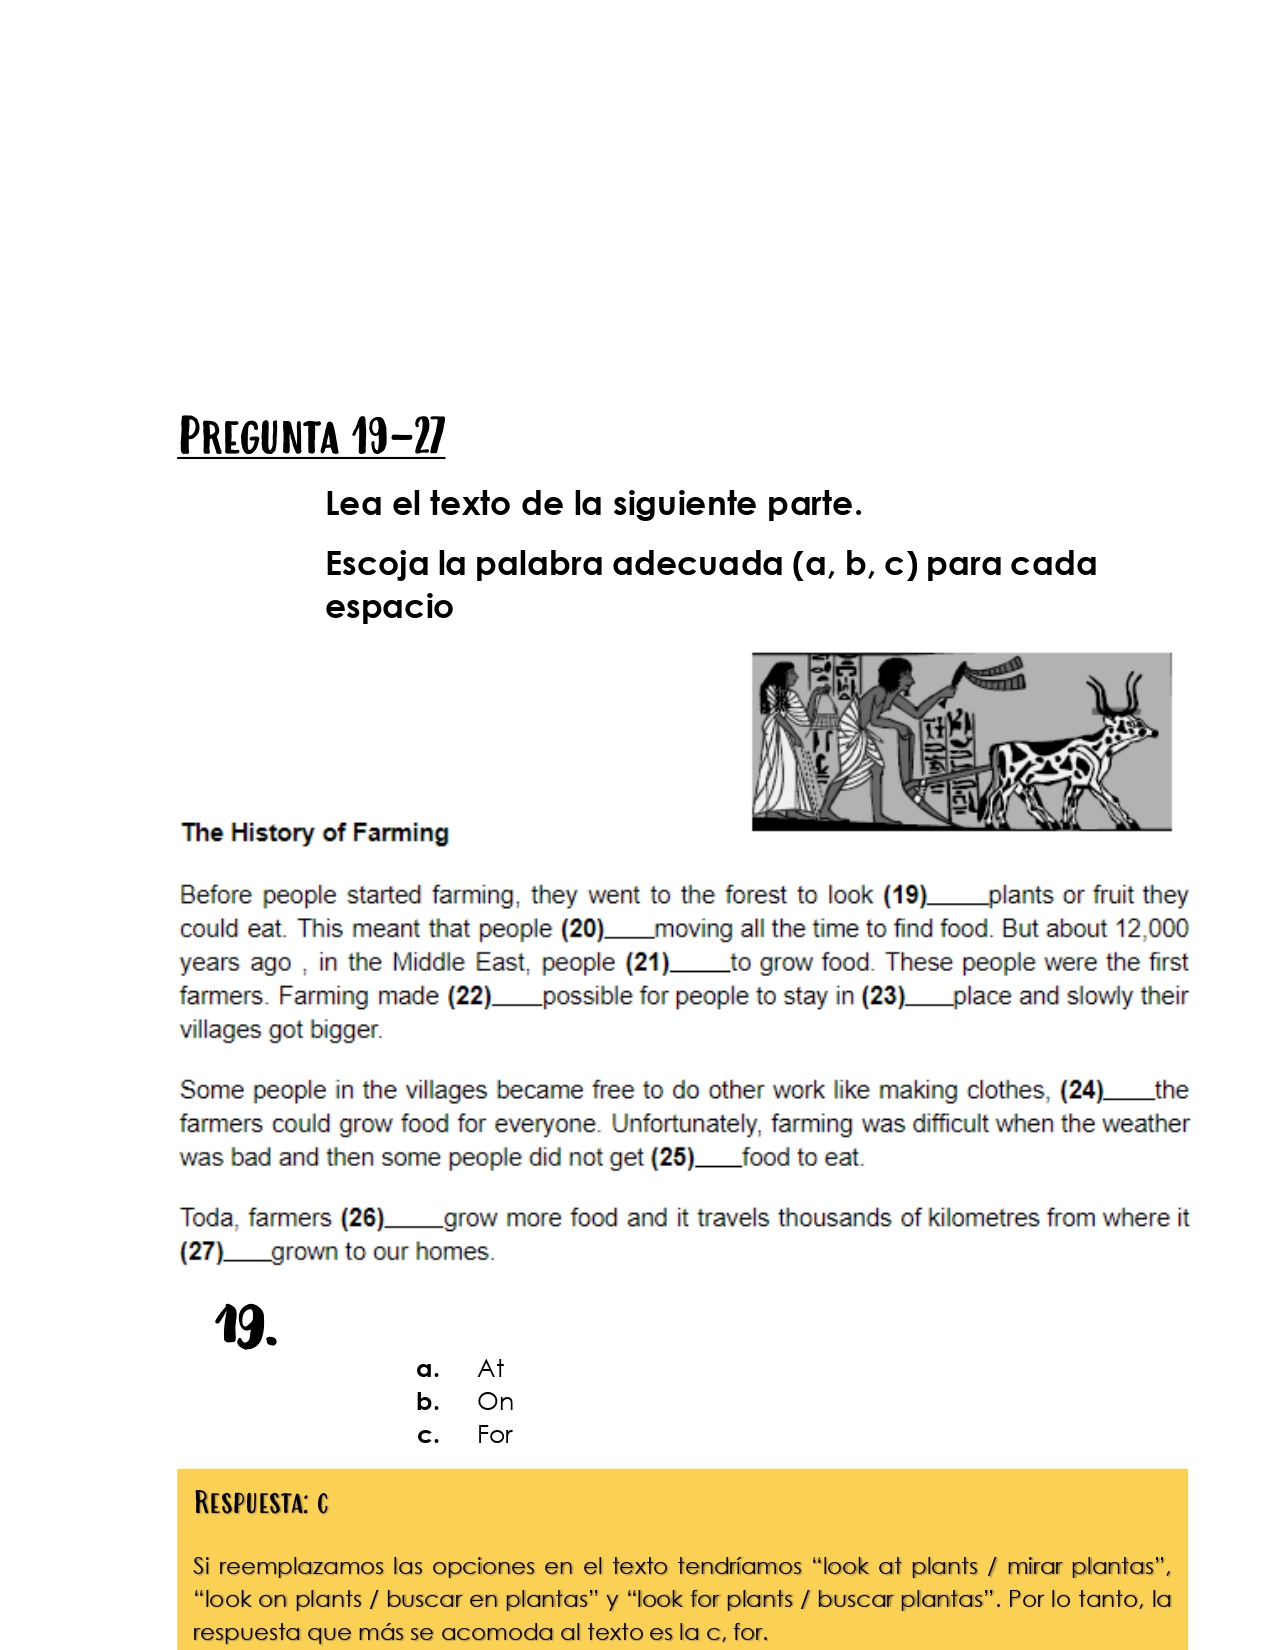 PREGUNTA 19-27
Lea el texto de la siguiente parte.
Escoja la palabra adecuada (a, b, c) para cada
espacio
The History of Farming
Before people started farming, they went to the forest to look (19)____plants or fruit they
could eat. This meant that people (20)____moving all the time to find food. But about 12,000
years ago , in the Middle East, people (21)____to grow food. These people were the first
farmers. Farming made (22)____possible for people to stay in (23)____place and slowly their
villages got bigger.
Some people in the villages became free to do other work like making clothes, (24)____the
farmers could grow food for everyone. Unfortunately, farming was difficult when the weather
was bad and then some people did not get (25)____food to eat.
Toda, farmers (26)____grow more food and it travels thousands of kilometres from where it
(27)____grown to our homes.
19.
a. At
b. On
c. For
RESPUESTA: C
Si reemplazamos las opciones en el texto tendríamos “look at plants / mirar plantas”,
“look on plants / buscar en plantas” y “look for plants / buscar plantas”. Por lo tanto, la
respuesta que más se acomoda al texto es la c, for.